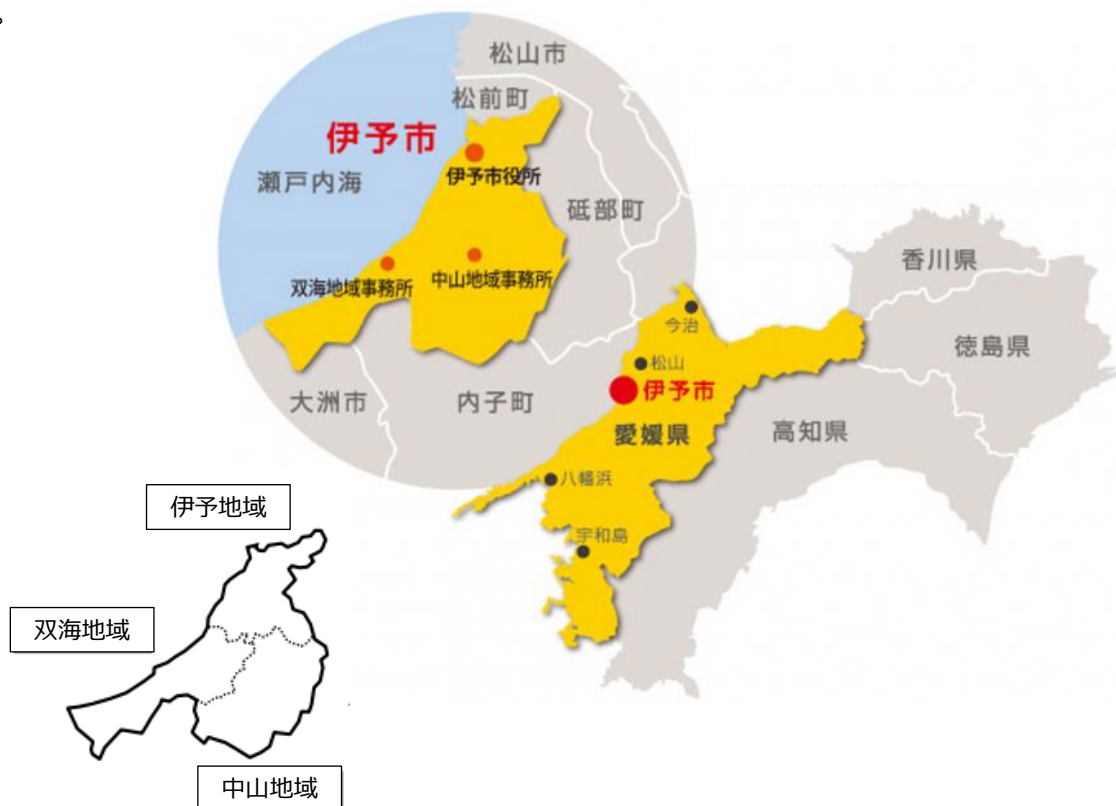 。
松山市
松前町
伊予市
伊予市役所
瀬戸内海
砥部町
双海地域事務所
中山地域事務所
大洲市
内子町
香川県
徳島県
今治
松山
伊予市
愛媛県
高知県
八幡浜
宇和島
伊予地域
双海地域
中山地域